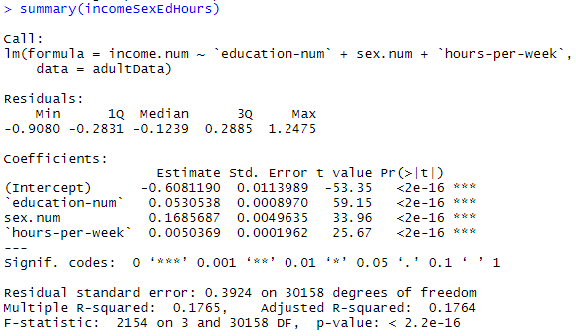 > summary(incomeSexEdHours)
Call:
lm(formula = income.num ~ `education-num` + sex.num + `hours-per-week`,
    data = adultData)
Residuals:
    Min      1Q  Median      3Q     Max
-0.9080 -0.2831 -0.1239  0.2885  1.2475
Coefficients:
                   Estimate Std. Error t value Pr(>|t|)
(Intercept)      -0.6081190  0.0113989  -53.35   <2e-16 ***
`education-num`   0.0530538  0.0008970   59.15   <2e-16 ***
sex.num           0.1685687  0.0049635   33.96   <2e-16 ***
`hours-per-week`  0.0050369  0.0001962   25.67   <2e-16 ***
---
Signif. codes:  0 ‘***’ 0.001 ‘**’ 0.01 ‘*’ 0.05 ‘.’ 0.1 ‘ ’ 1
Residual standard error: 0.3924 on 30158 degrees of freedom
Multiple R-squared:  0.1765,    Adjusted R-squared:  0.1764
F-statistic:  2154 on 3 and 30158 DF,  p-value: < 2.2e-16